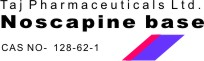 Taj Pharmaceuticals Ltd.
Noscapine base
CAS NO- 128-62-1